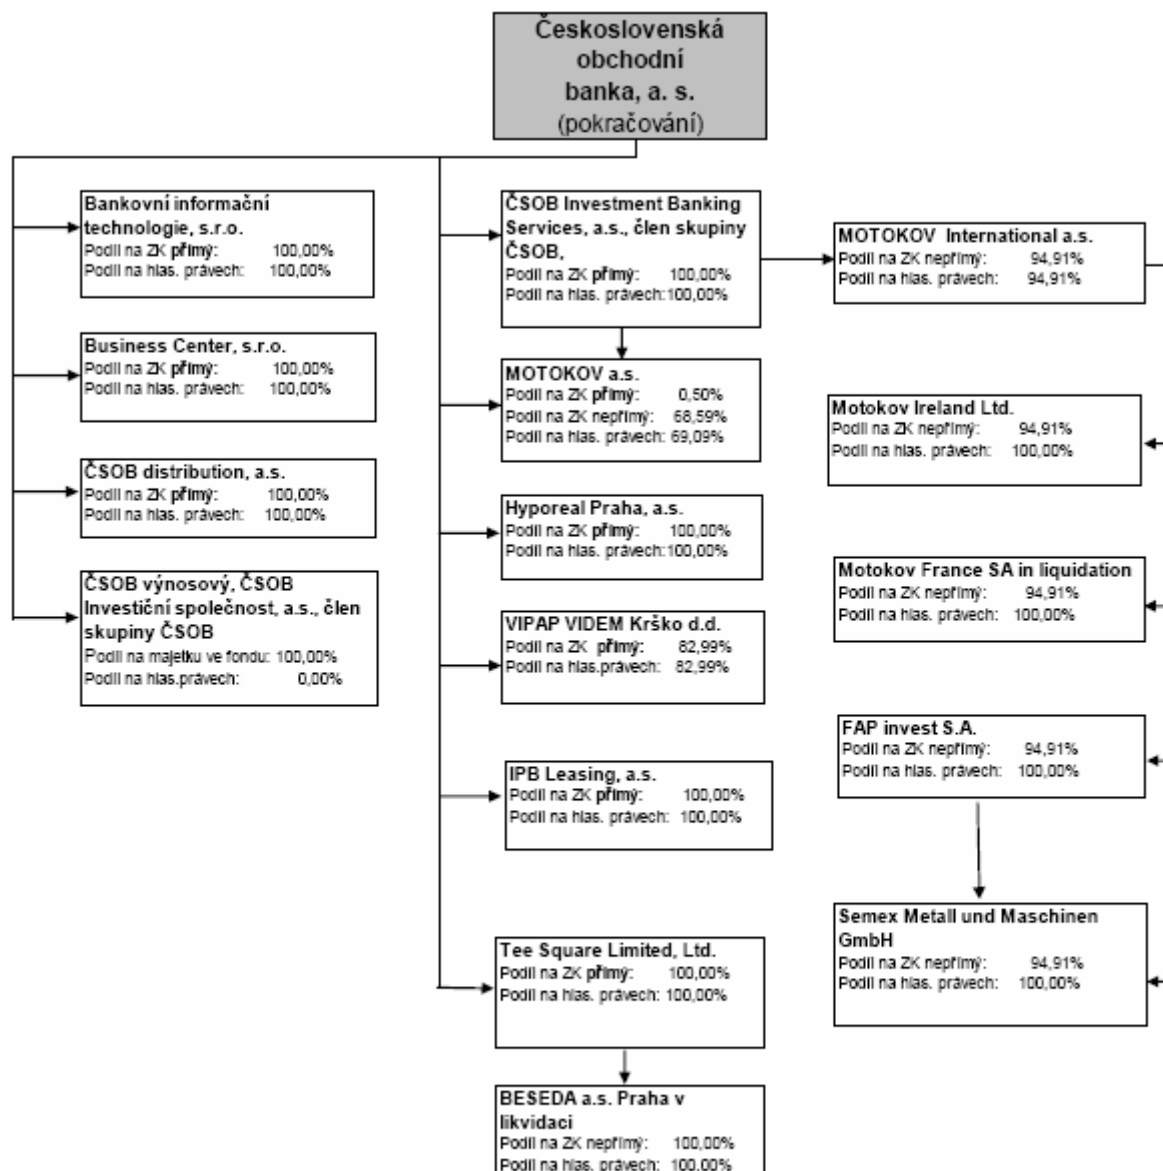 Československá
obchodní
banka, a. s.
(pokračování)
Bankovní informační
technologie, s.r.o.
Podíl na ZK přímý: 100,00%
Podíl na hlas. právech: 100,00%
Business Center, s.r.o.
Podíl na ZK přímý: 100,00%
Podíl na hlas. právech: 100,00%
ČSOB distribution, a.s.
Podíl na ZK přímý: 100,00%
Podíl na hlas. právech: 100,00%
ČSOB výnosový, ČSOB
Investiční společnost, a.s., člen
skupiny ČSOB
Podíl na majetku ve fondu: 100,00%
Podíl na hlas.právech: 0,00%
ČSOB Investment Banking
Services, a.s., člen skupiny
ČSOB,
Podíl na ZK přímý: 100,00%
Podíl na hlas. právech:100,00%
MOTOKOV a.s.
Podíl na ZK přímý: 0,50%
Podíl na ZK nepřímý: 68,59%
Podíl na hlas. právech: 69,09%
Hyporeal Praha, a.s.
Podíl na ZK přímý: 100,00%
Podíl na hlas. právech:100,00%
VIPAP VIDEM Krško d.d.
Podíl na ZK přímý: 82,99%
Podíl na hlas.právech: 82,99%
IPB Leasing, a.s.
Podíl na ZK přímý: 100,00%
Podíl na hlas. právech: 100,00%
Tee Square Limited, Ltd.
Podíl na ZK přímý: 100,00%
Podíl na hlas. právech: 100,00%
BESEDA a.s. Praha v
likvidaci
Podíl na ZK nepřímý: 100,00%
Podíl na hlas. právech: 100,00%
MOTOKOV International a.s.
Podíl na ZK nepřímý: 94,91%
Podíl na hlas. právech: 94,91%
Motokov Ireland Ltd.
Podíl na ZK nepřímý: 94,91%
Podíl na hlas. právech: 100,00%
Motokov France SA in liquidation
Podíl na ZK nepřímý: 94,91%
Podíl na hlas. právech: 100,00%
FAP invest S.A.
Podíl na ZK nepřímý: 94,91%
Podíl na hlas. právech: 100,00%
Semex Metall und Maschinen
GmbH
Podíl na ZK nepřímý: 94,91%
Podíl na hlas. právech: 100,00%